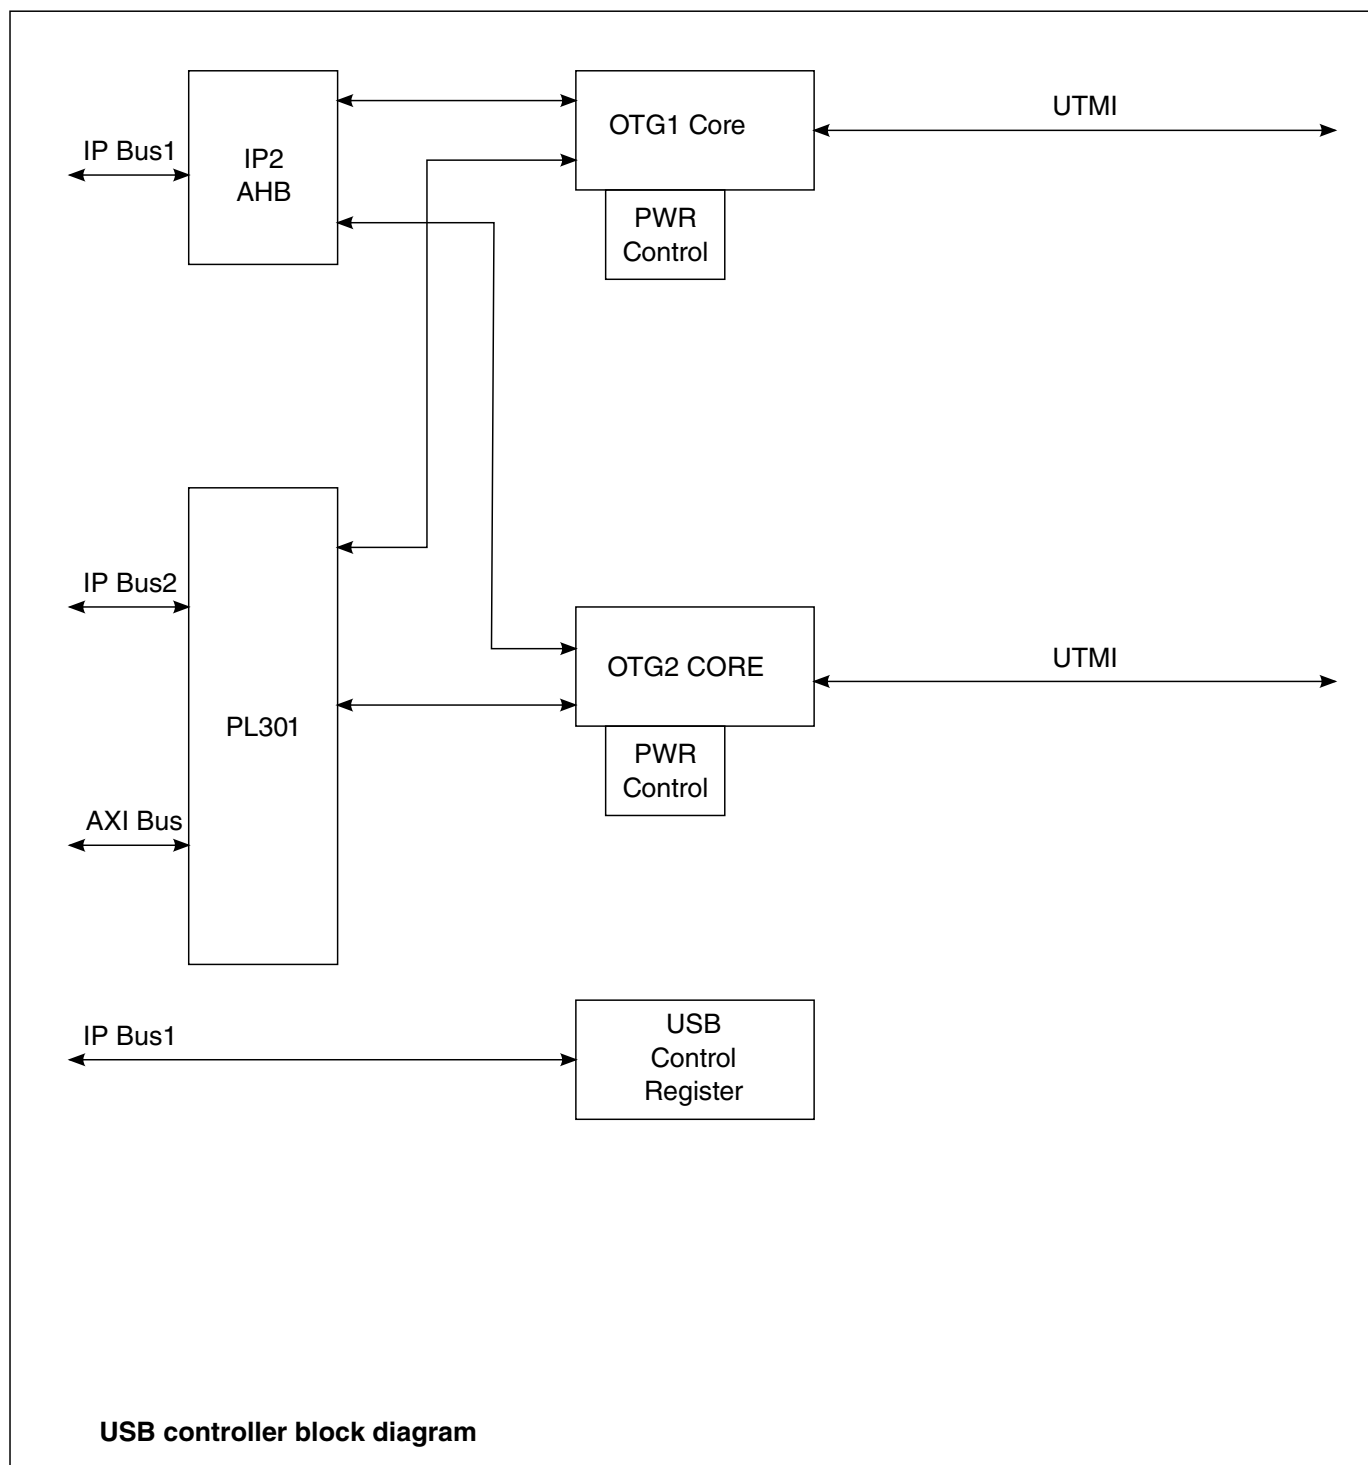 UTMI
OTG1 Core
IP Bus1
IP2
AHB
PWR
Control
IP Bus2
UTMI
OTG2 CORE
PL301
PWR
Control
AXI Bus
IP Bus1
USB
Control
Register
USB controller block diagram